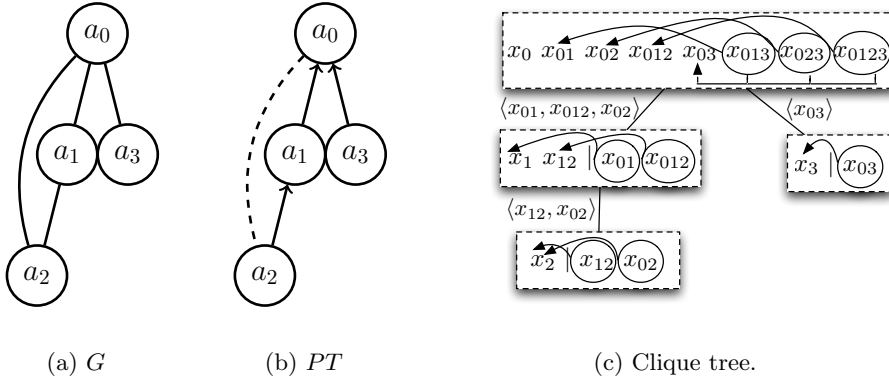 a₀
a₁ a₃
a₂
(a) G
a₀
a₁ a₃
a₂
(b) PT
x₀ x₀₁ x₀₂ x₀₁₂ x₀₃ x₀₁₃ x₀₂₃ x₀₁₂₃
⟨x₀₁, x₀₁₂, x₀₂⟩ ⟨x₀₃⟩
x₁ x₁₂ | x₀₁ x₀₁₂
x₃ | x₀₃
⟨x₁₂, x₀₂⟩
x₂ | x₁₂ x₀₂
(c) Clique tree.